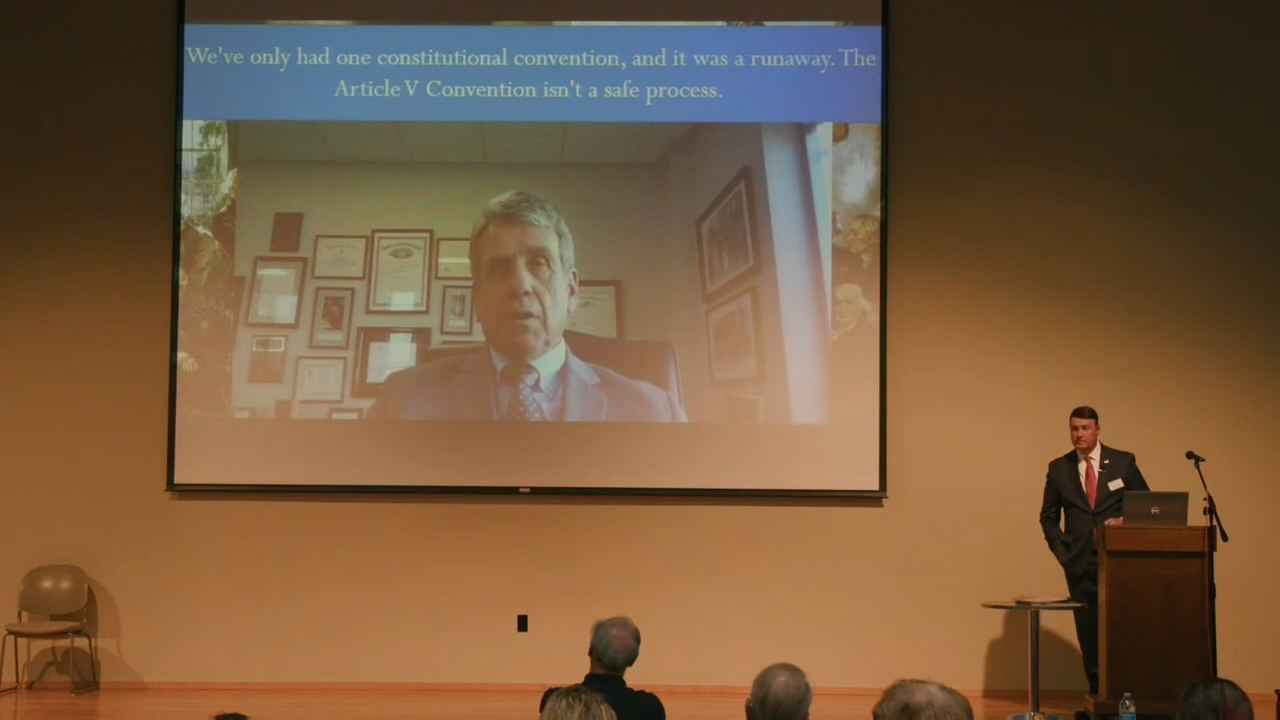 We've only had one constitutional convention, and it was a runaway. The
Article V Convention isn't a safe process.